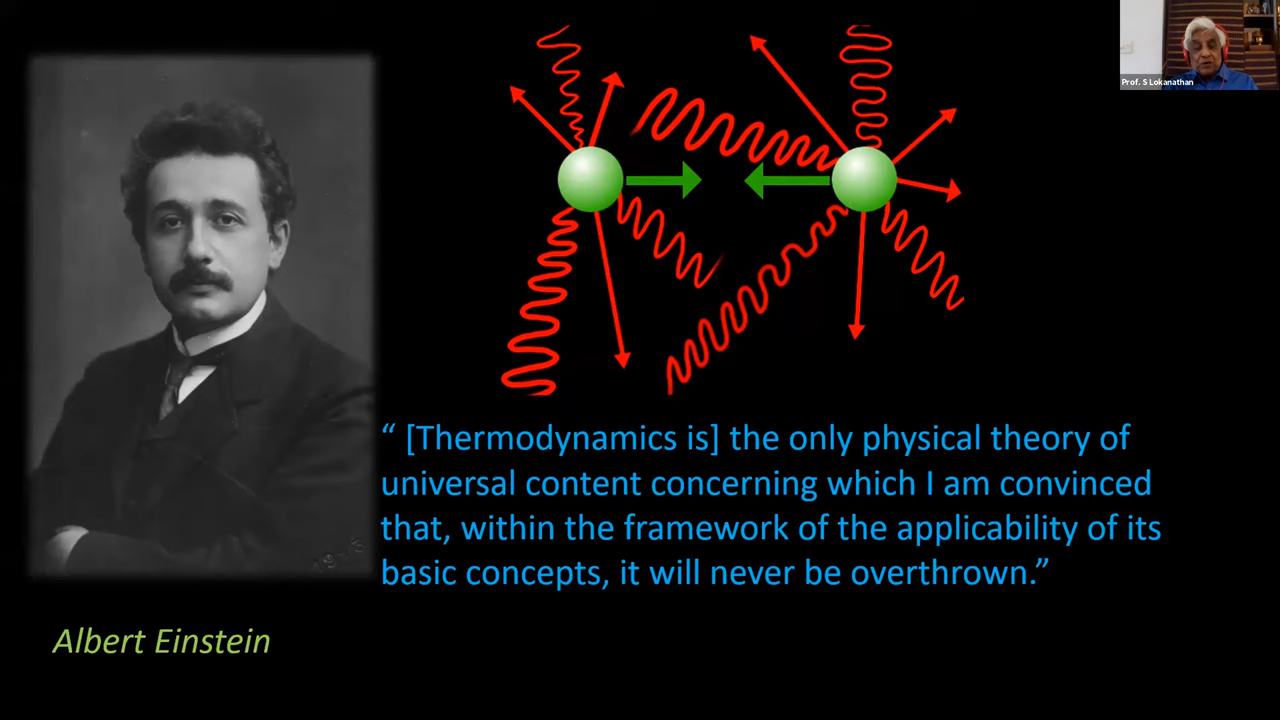 Prof. S Lokanathan
“ [Thermodynamics is] the only physical theory of
universal content concerning which I am convinced
that, within the framework of the applicability of its
basic concepts, it will never be overthrown.”
Albert Einstein